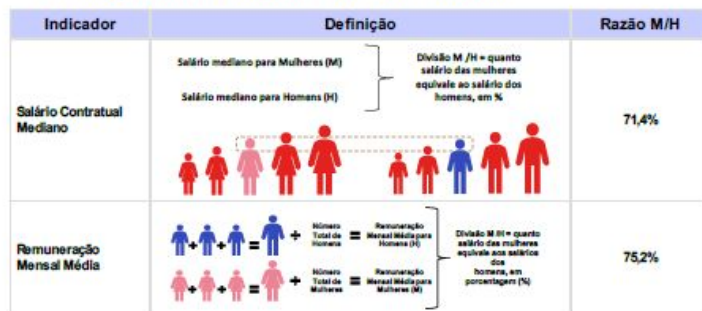 Indicador Definição Razão M/H
Salário mediano para Mulheres (M)
Salário mediano para Homens (H)
Divisão M /H = quanto
salário das mulheres
equivale ao salário dos
homens, em %
Salário Contratual
Mediano
71,4%
Remuneração
Mensal Média
+ + = + Número
Total de
Homens = Remuneração
Mensal Média para
Homens (H)
+ + = + Número
Total de
Mulheres = Remuneração
Mensal Média para
Mulheres (M)
Divisão M /H = quanto
salário das mulheres
equivale aos salários
dos
homens, em
porcentagem (%)
75,2%